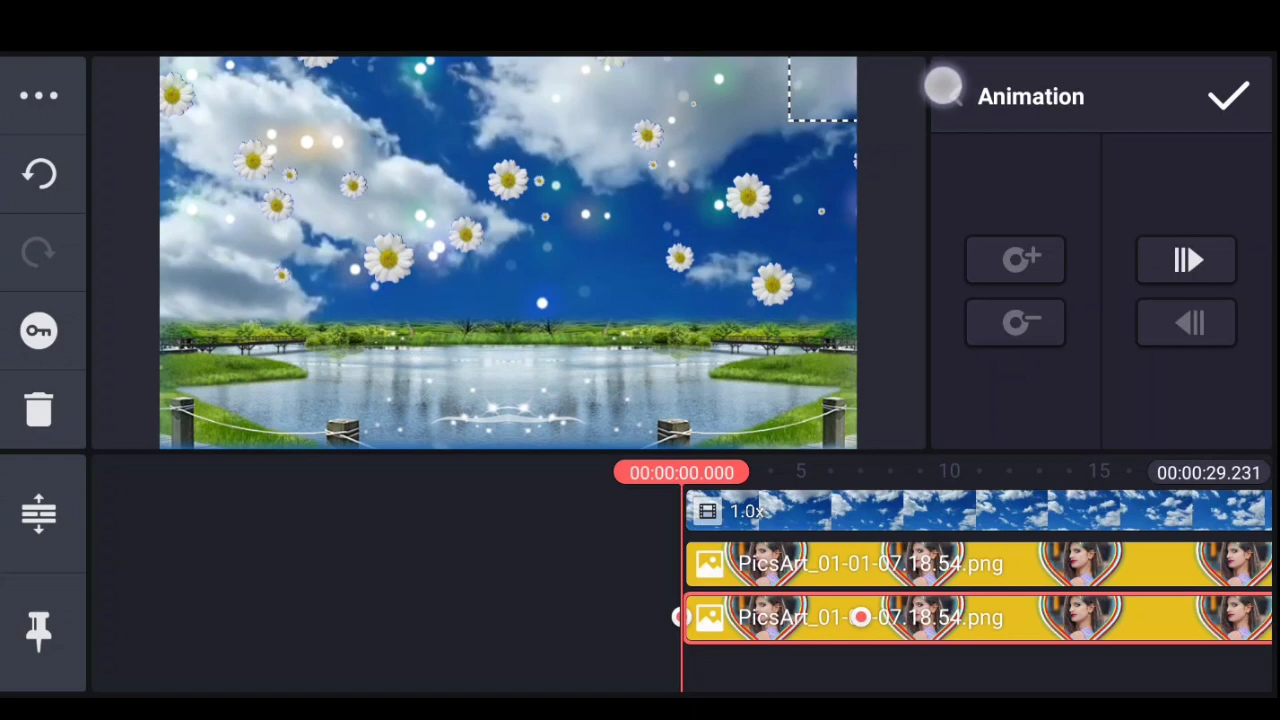 Animation
00:00:00.000
5
10
15
00:00:29.231
1.0x
PicsArt_01-01-07.18.54.png
PicsArt_01-
-07.18.54.png